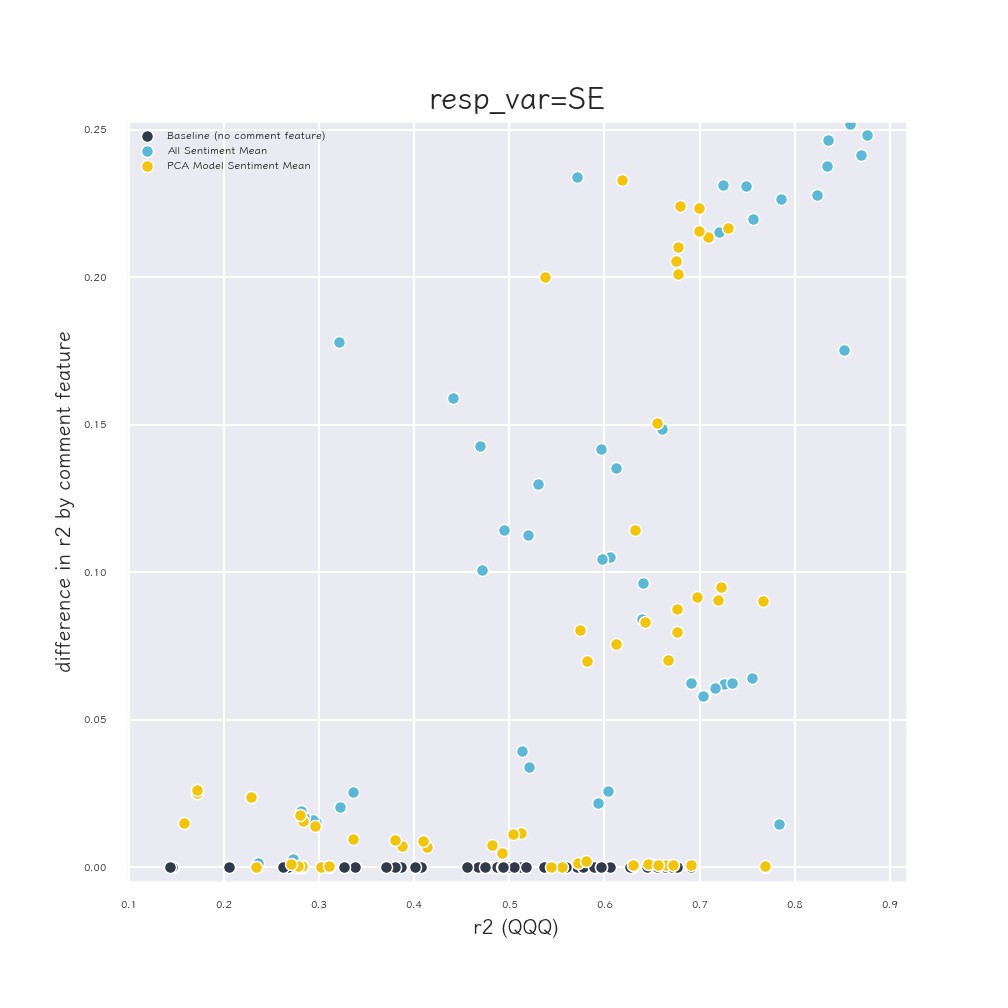 resp_var=SE
Baseline (no comment feature)
All Sentiment Mean
PCA Model Sentiment Mean
difference in r2 by comment feature
0.25
0.20
0.15
0.10
0.05
0.00
0.1 0.2 0.3 0.4 0.5 0.6 0.7 0.8 0.9
r2 (QQQ)